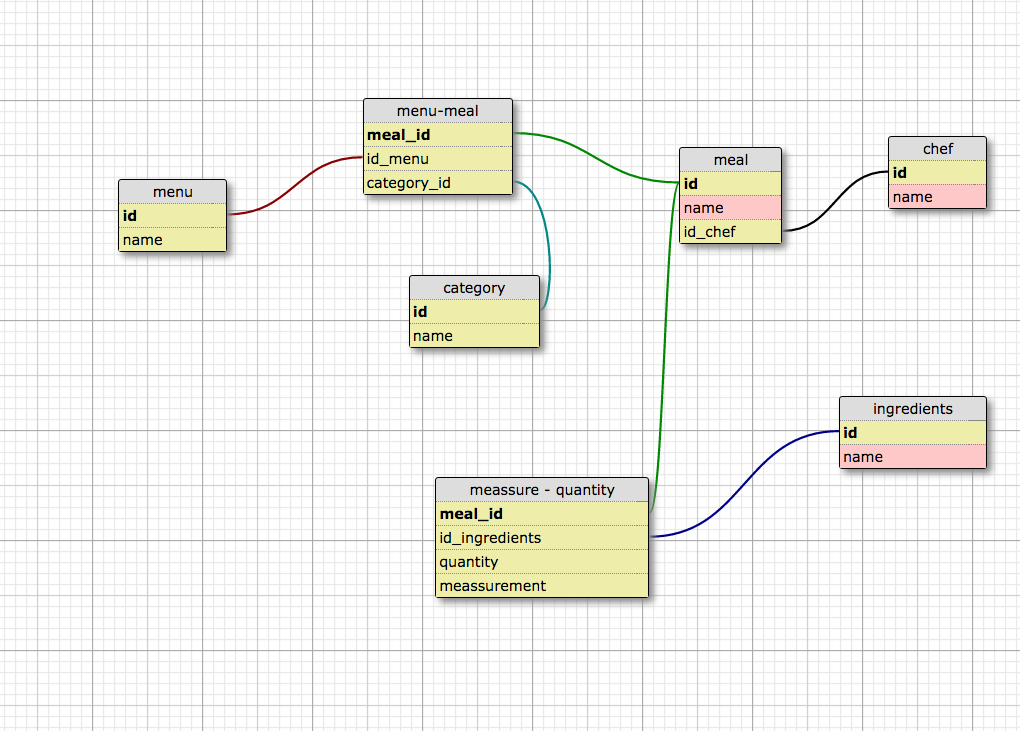 menu
id
name
menu-meal
meal_id
id_menu
category_id
category
id
name
meal
id
name
id_chef
chef
id
name
ingredients
id
name
meassure - quantity
meal_id
id_ingredients
quantity
meassurement